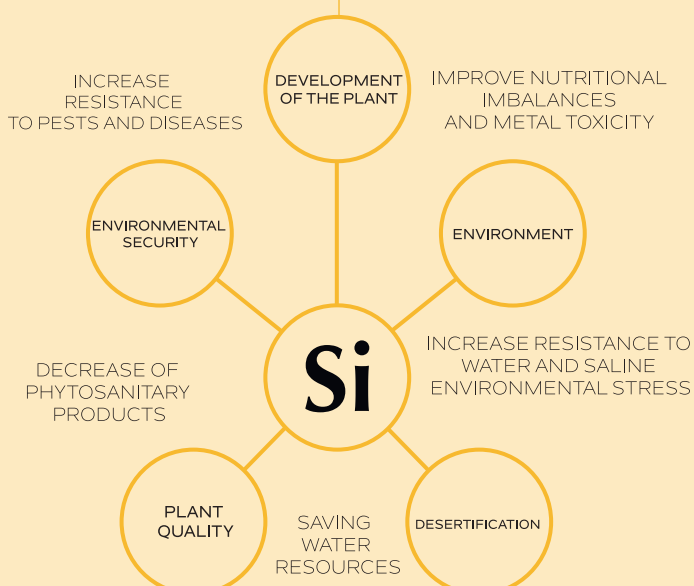 DEVELOPMENT
OF THE PLANT
INCREASE
RESISTANCE
TO PESTS AND DISEASES
IMPROVE NUTRITIONAL
IMBALANCES
AND METAL TOXICITY
ENVIRONMENTAL
SECURITY
ENVIRONMENT
Si
INCREASE RESISTANCE TO
WATER AND SALINE
ENVIRONMENTAL STRESS
DECREASE OF
PHYTOSANITARY
PRODUCTS
PLANT
QUALITY
SAVING
WATER
RESOURCES
DESERTIFICATION